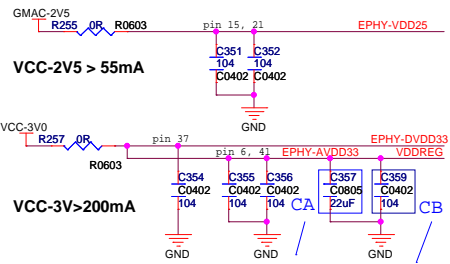 GMAC-2V5
R255 0R R0603 pin 15, 21 EPHY-VDD25
C351 C352
104 104
C0402 C0402
VCC-2V5 > 55mA
GND
VCC-3V0
R257 0R pin 37 EPHY-DVDD33
R0603 pin 6, 41 EPHY-AVDD33 VDDREG
C354 C355 C356 C357 C359
C0402 C0402 C0402 C0805 C0402
104 104 104 22uF 104
CA CB
VCC-3V>200mA
GND GND GND GND